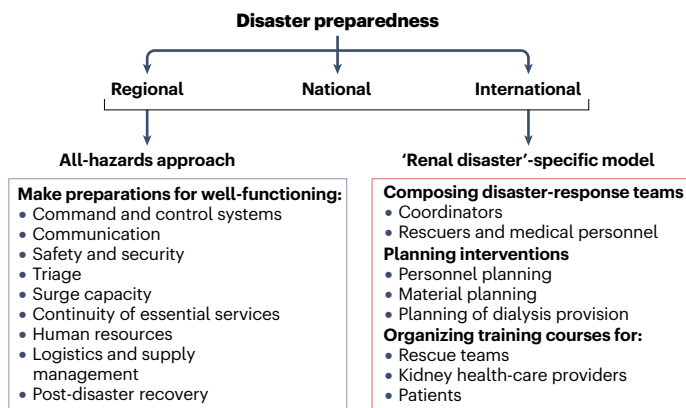 Disaster preparedness
Regional
National
International
All-hazards approach
Make preparations for well-functioning:
• Command and control systems
• Communication
• Safety and security
• Triage
• Surge capacity
• Continuity of essential services
• Human resources
• Logistics and supply
management
• Post-disaster recovery
‘Renal disaster’-specific model
Composing disaster-response teams
• Coordinators
• Rescuers and medical personnel
Planning interventions
• Personnel planning
• Material planning
• Planning of dialysis provision
Organizing training courses for:
• Rescue teams
• Kidney health-care providers
• Patients